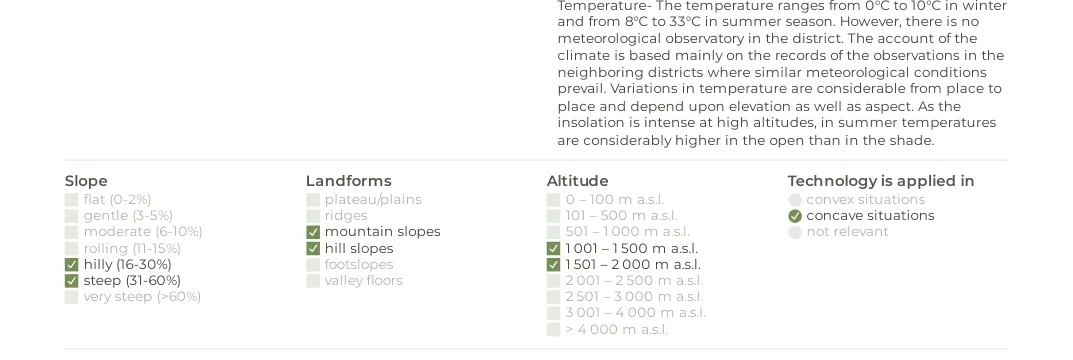 Temperature- The temperature ranges from 0°C to 10°C in winter
and from 8°C to 33°C in summer season. However, there is no
meteorological observatory in the district. The account of the
climate is based mainly on the records of the observations in the
neighboring districts where similar meteorological conditions
prevail. Variations in temperature are considerable from place to
place and depend upon elevation as well as aspect. As the
insolation is intense at high altitudes, in summer temperatures
are considerably higher in the open than in the shade.
Slope
flat (0-2%)
gentle (3-5%)
moderate (6-10%)
rolling (11-15%)
hilly (16-30%)
steep (31-60%)
very steep (>60%)
Landforms
plateau/plains
ridges
mountain slopes
hill slopes
footslopes
valley floors
Altitude
0 – 100 m a.s.l.
101 – 500 m a.s.l.
501 – 1 000 m a.s.l.
1 001 – 1 500 m a.s.l.
1 501 – 2 000 m a.s.l.
2 001 – 2 500 m a.s.l.
2 501 – 3 000 m a.s.l.
3 001 – 4 000 m a.s.l.
> 4 000 m a.s.l.
Technology is applied in
convex situations
concave situations
not relevant